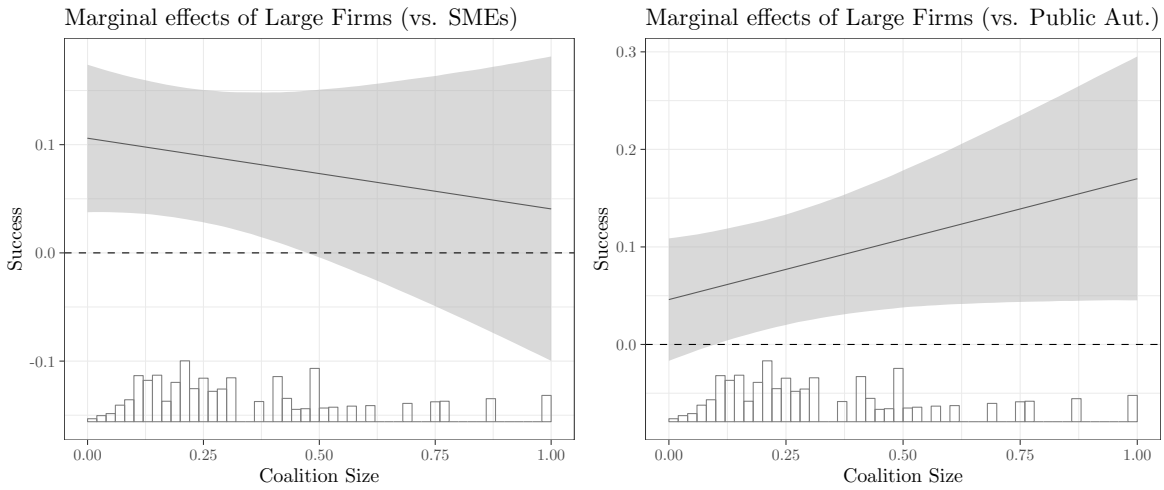 Marginal effects of Large Firms (vs. SMEs)
Success
0.1
0.0
-0.1
0.00
0.25
0.50
0.75
1.00
Coalition Size
Marginal effects of Large Firms (vs. Public Aut.)
Success
0.3
0.2
0.1
0.0
0.00
0.25
0.50
0.75
1.00
Coalition Size